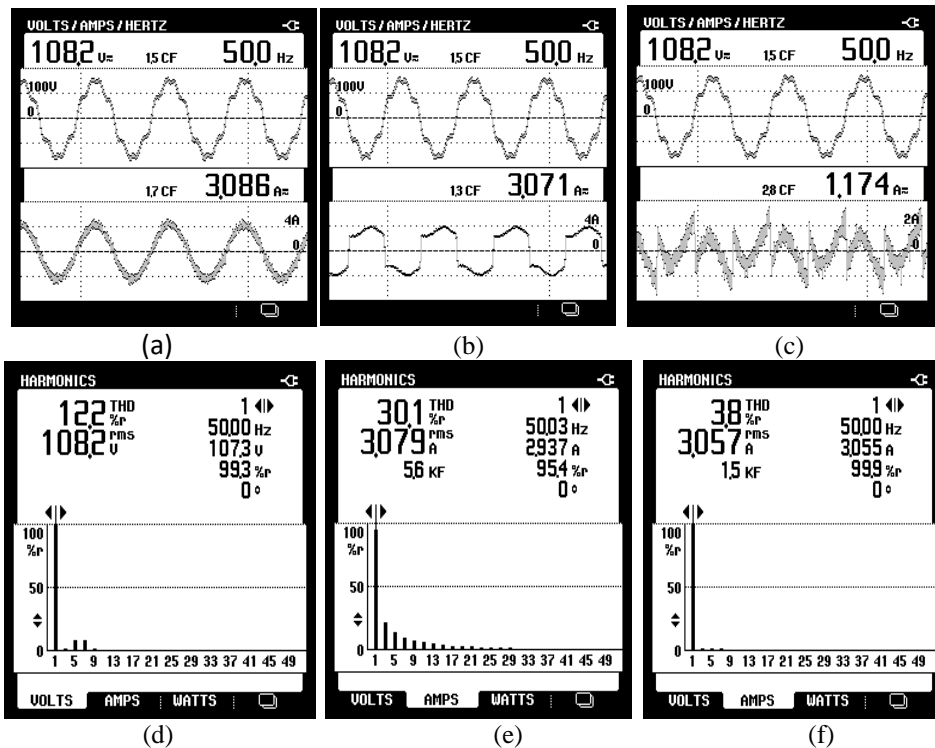 VOLTS / AMPS / HERTZ
108,2 V≂ 1,5 CF 50,0 Hz
100V
0
1,7 CF 3,086 A≂
4A
0
(a)
VOLTS / AMPS / HERTZ
108,2 V≂ 1,5 CF 50,0 Hz
100V
0
1,3 CF 3,071 A≂
4A
0
(b)
VOLTS / AMPS / HERTZ
108,2 V≂ 1,5 CF 50,0 Hz
100V
0
2,8 CF 1,174 A≂
2A
0
(c)
HARMONICS
12,2 THD %r 1
108,2 rms V 50,00 Hz
107,3 V
99,3 %r
0 °
100
%r
50
0
1 5 9 13 17 21 25 29 33 37 41 45 49
VOLTS AMPS WATTS
(d)
HARMONICS
30,1 THD %r 1
3,079 rms A 50,03 Hz
2,937 A
5,6 KF 95,4 %r
0 °
100
%r
50
0
1 5 9 13 17 21 25 29 33 37 41 45 49
VOLTS AMPS WATTS
(e)
HARMONICS
3,8 THD %r 1
3,057 rms A 50,00 Hz
3,055 A
1,5 KF 99,9 %r
0 °
100
%r
50
0
1 5 9 13 17 21 25 29 33 37 41 45 49
VOLTS AMPS WATTS
(f)